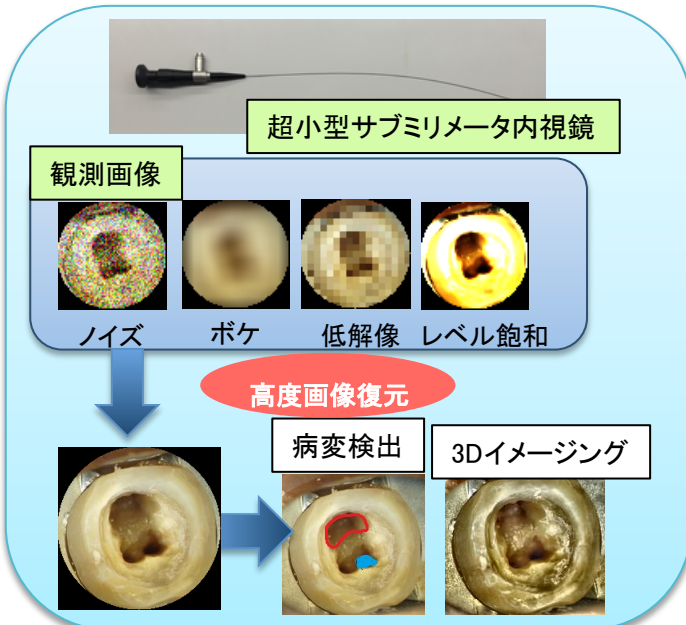 超小型サブミリメータ内視鏡
観測画像
ノイズ
ボケ
低解像
レベル飽和
高度画像復元
病変検出
3Dイメージング